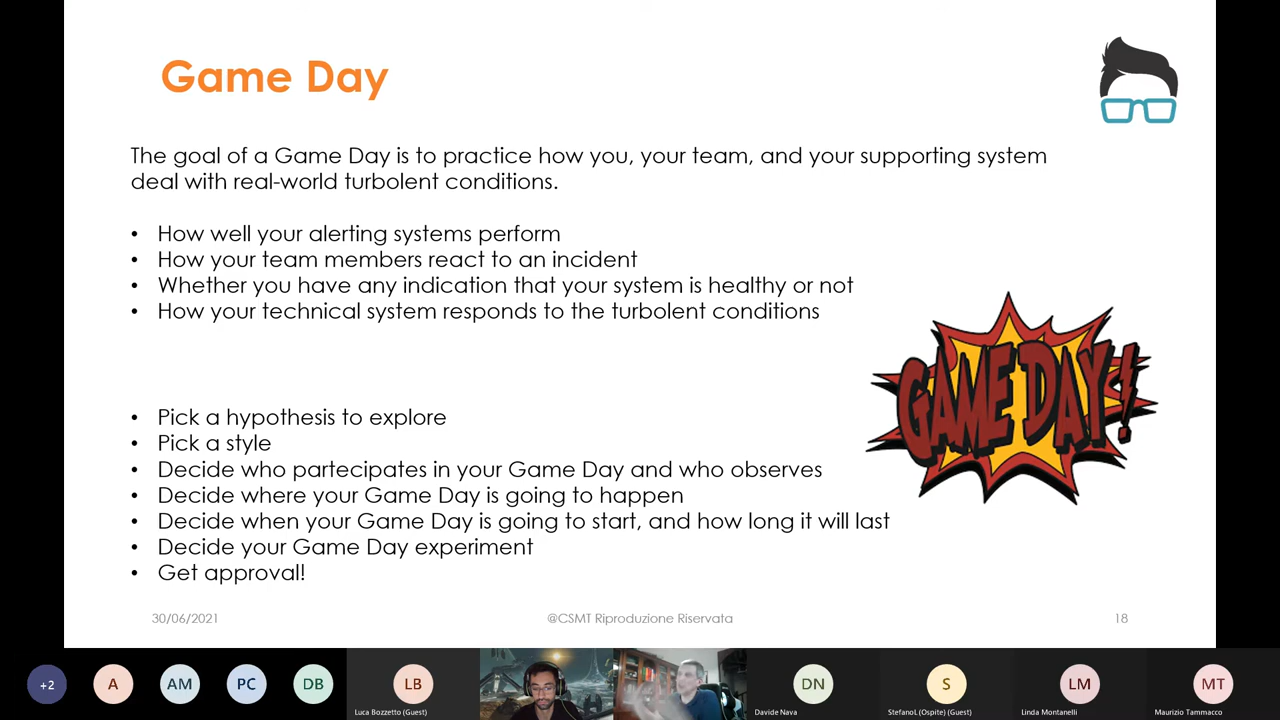 Game Day
The goal of a Game Day is to practice how you, your team, and your supporting system
deal with real-world turbolent conditions.
• How well your alerting systems perform
• How your team members react to an incident
• Whether you have any indication that your system is healthy or not
• How your technical system responds to the turbolent conditions
GAME DAY!
• Pick a hypothesis to explore
• Pick a style
• Decide who partecipates in your Game Day and who observes
• Decide where your Game Day is going to happen
• Decide when your Game Day is going to start, and how long it will last
• Decide your Game Day experiment
• Get approval!
30/06/2021
@CSMT Riproduzione Riservata
18
+2
A
AM
PC
DB
LB
DN
S
LM
MT
Luca Bozzetto (Guest)
Davide Nava
StefanoL (Ospite) (Guest)
Linda Montanelli
Maurizio Tammacco